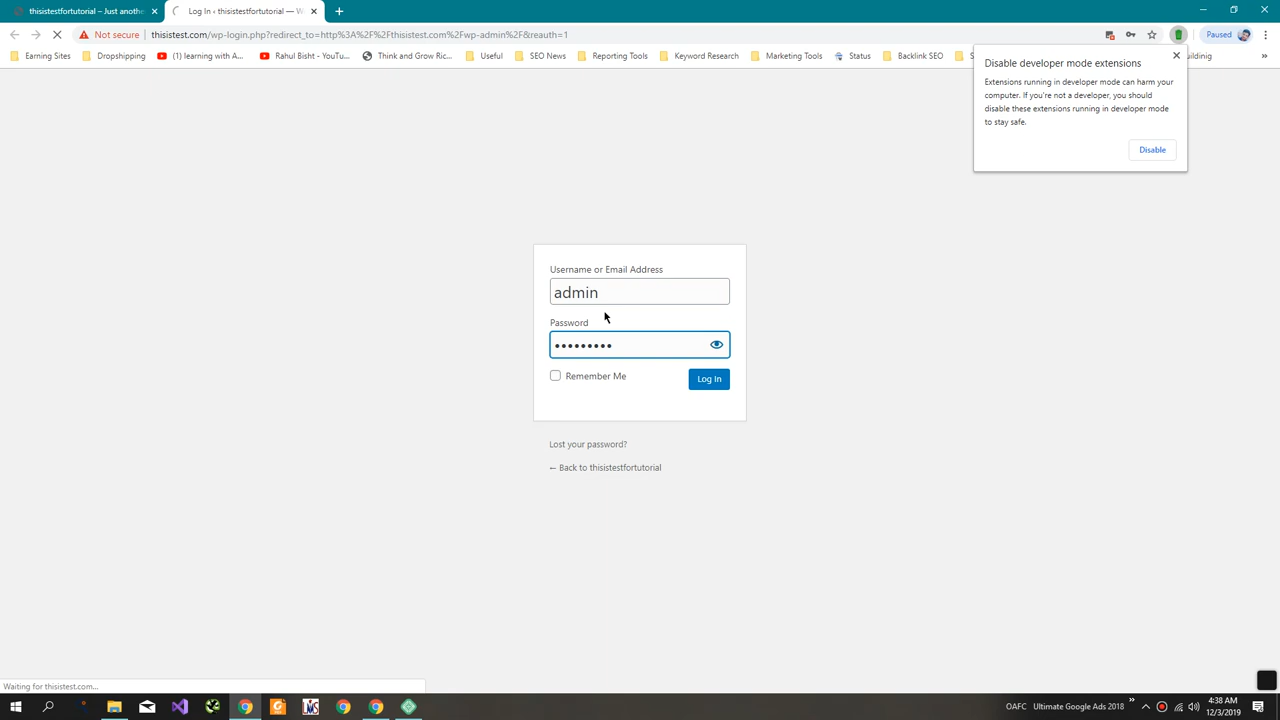 thisistestfortutorial – Just anoth
Log In ‹ thisistestfortutorial — W
Not secure
thisistest.com/wp-login.php?redirect_to=http%3A%2F%2Fthisistest.com%2Fwp-admin%2F&reauth=1
Paused
Earning Sites
Dropshipping
(1) learning with A...
Rahul Bisht - YouTu...
Think and Grow Ric...
Useful
SEO News
Reporting Tools
Keyword Research
Marketing Tools
Status
Backlink SEO
S
uildinig
»
Disable developer mode extensions
Extensions running in developer mode can harm your
computer. If you're not a developer, you should
disable these extensions running in developer mode
to stay safe.
Disable
Username or Email Address
admin
Password
•••••••••
Remember Me
Log In
Lost your password?
← Back to thisistestfortutorial
Waiting for thisistest.com...
OAFC
Ultimate Google Ads 2018
»
4:38 AM
12/3/2019